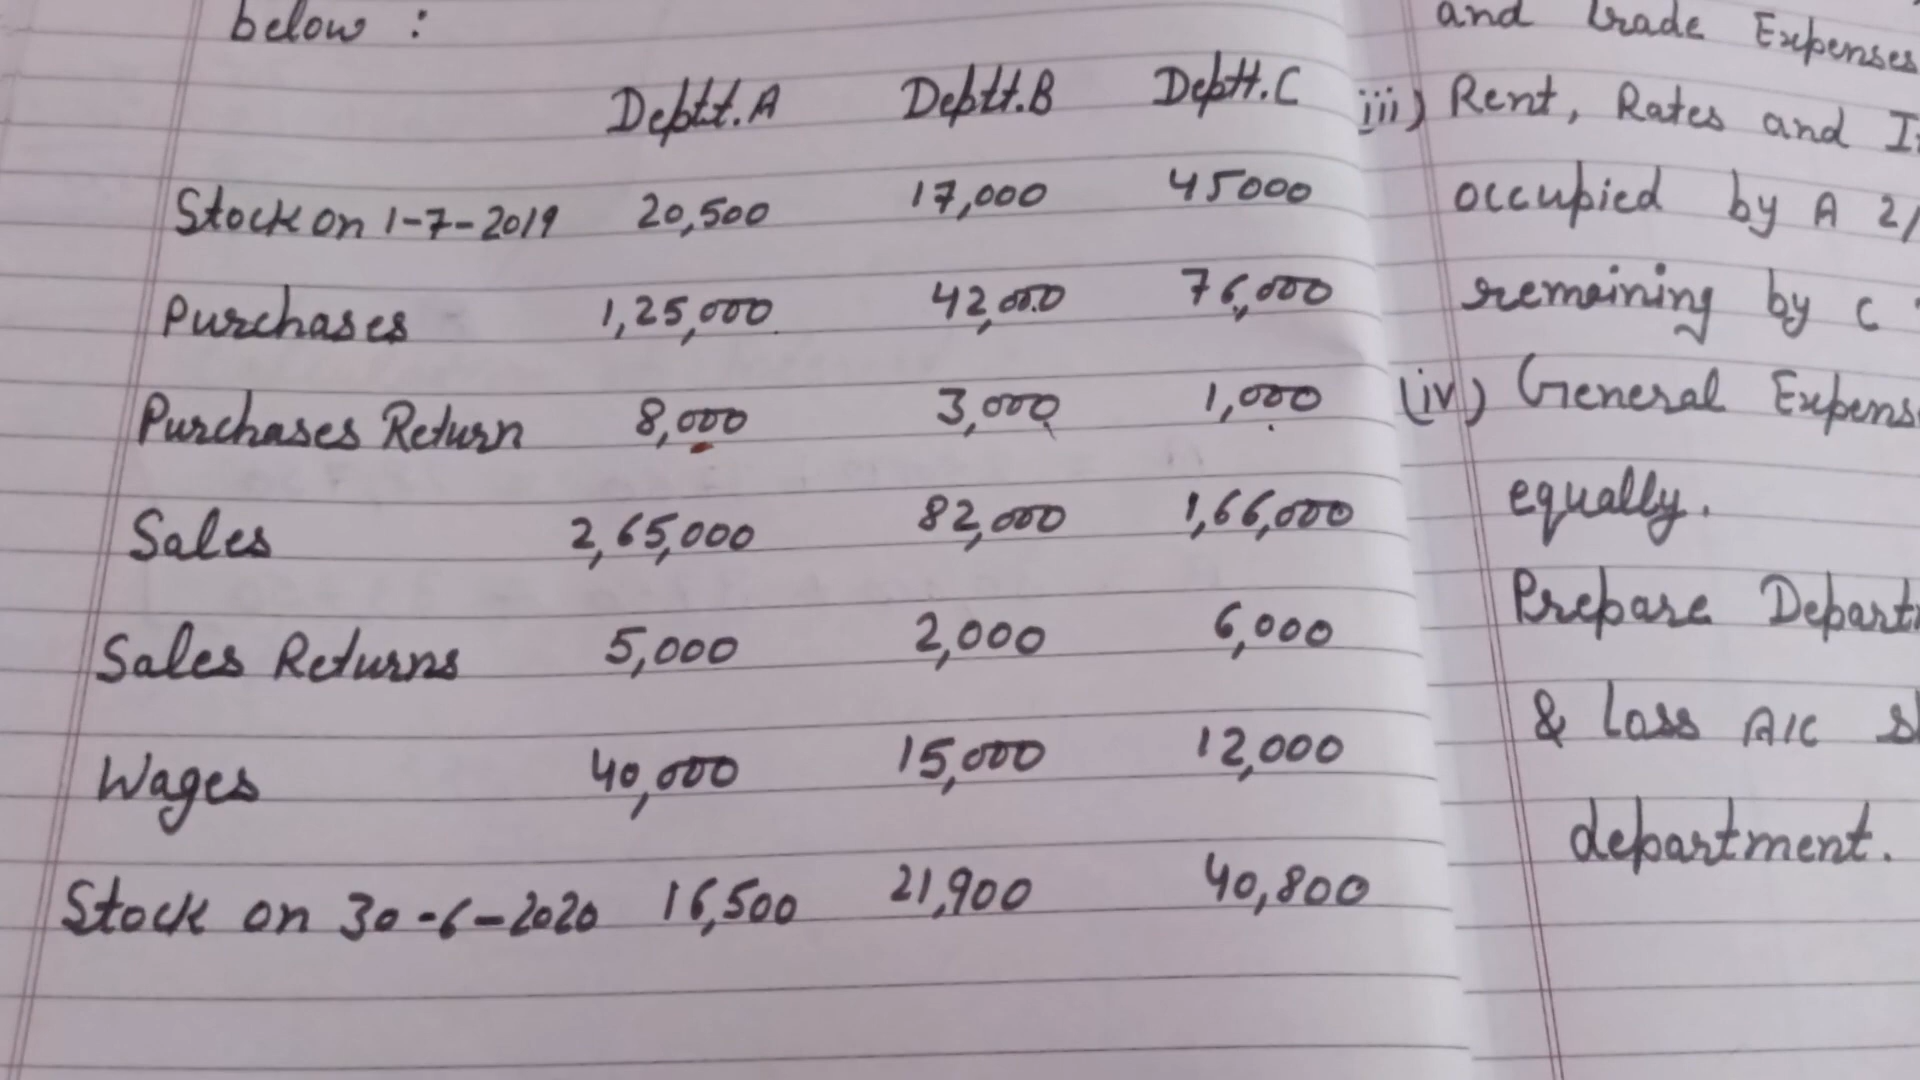 below :
Deptt.A Deptt.B Deptt.C
Stock on 1-7-2019 20,500 17,000 45000
Purchases 1,25,000 42,000 76,000
Purchases Return 8,000 3,000 1,000
Sales 2,65,000 82,000 1,66,000
Sales Returns 5,000 2,000 6,000
Wages 40,000 15,000 12,000
Stock on 30-6-2020 16,500 21,900 40,800
and trade Expenses
iii) Rent, Rates and
occupied by A 2/
remaining by C
(iv) General Expens
equally.
Prepare Depart
& Loss A/C
department.